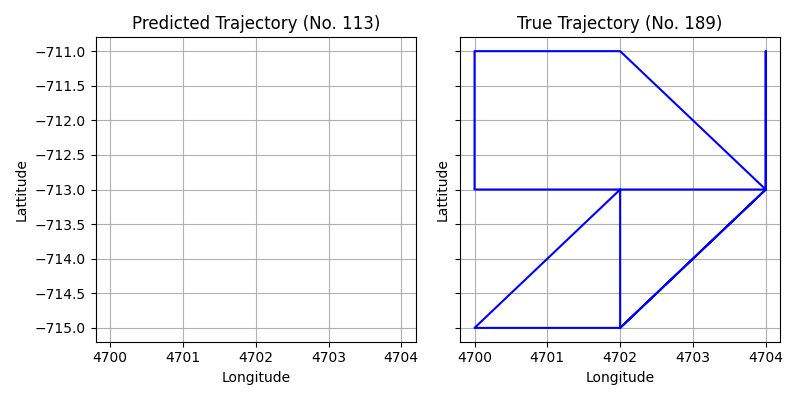 Predicted Trajectory (No. 113)
True Trajectory (No. 189)
−711.0
−711.5
−712.0
−712.5
−713.0
−713.5
−714.0
−714.5
−715.0
Lattitude
Lattitude
4700 4701 4702 4703 4704
4700 4701 4702 4703 4704
Longitude
Longitude